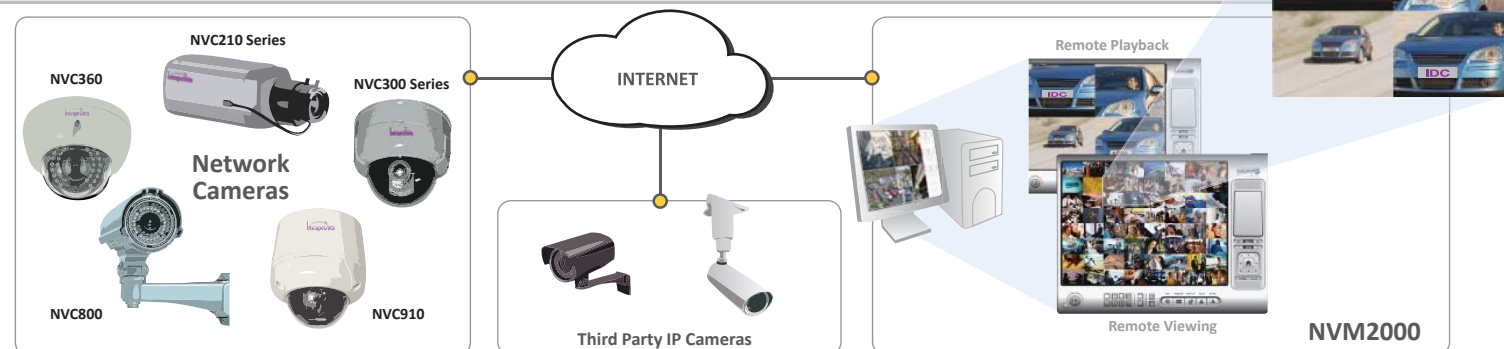 NVC210 Series
NVC360
NVC300 Series
Network
Cameras
NVC800
NVC910
INTERNET
Third Party IP Cameras
Remote Playback
Remote Viewing
NVM2000
IDC
IDC